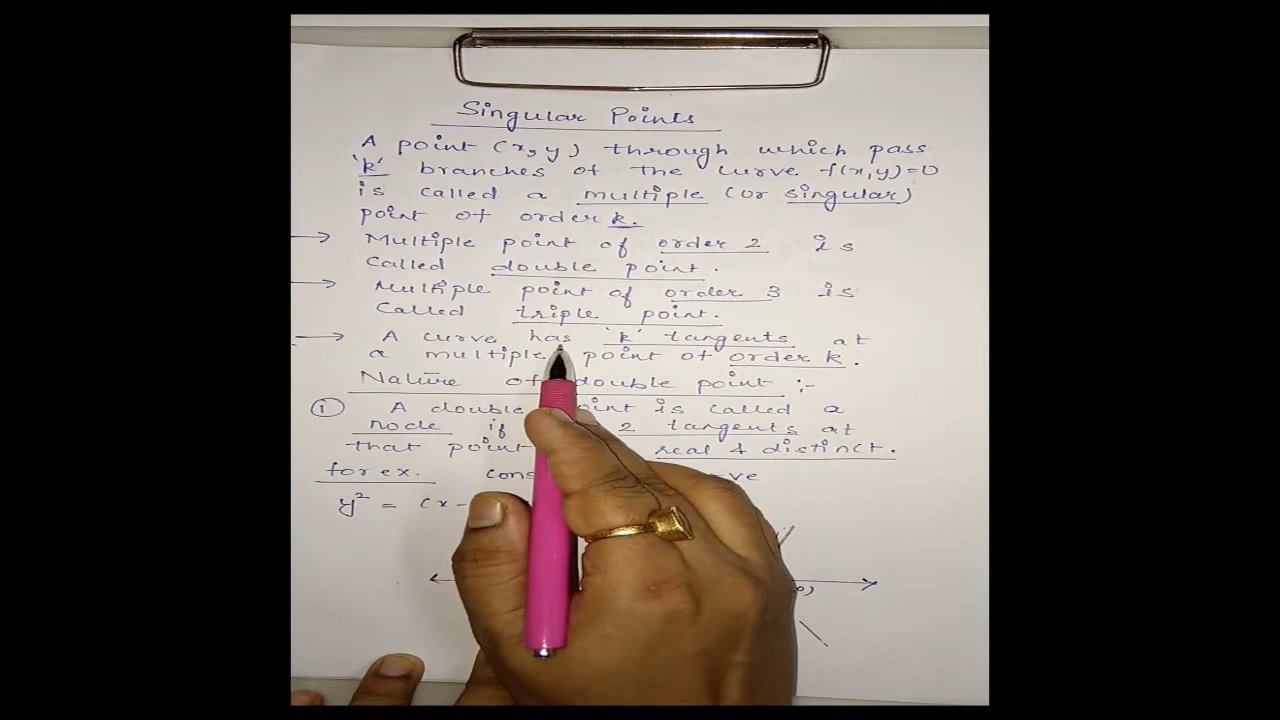 Singular Points
A point (x, y) through which pass
'k' branches of the curve f(x,y)=0
is called a multiple (or singular)
point of order k.
→ Multiple point of order 2 is
called double point.
→ Multiple point of order 3 is
called triple point.
→ A curve has 'k' tangents at
a multiple point of order k.
Nature of double point :-
(i) A double point is called a
node if 2 tangents at
that point real & distinct.
for ex.
y² = (x-